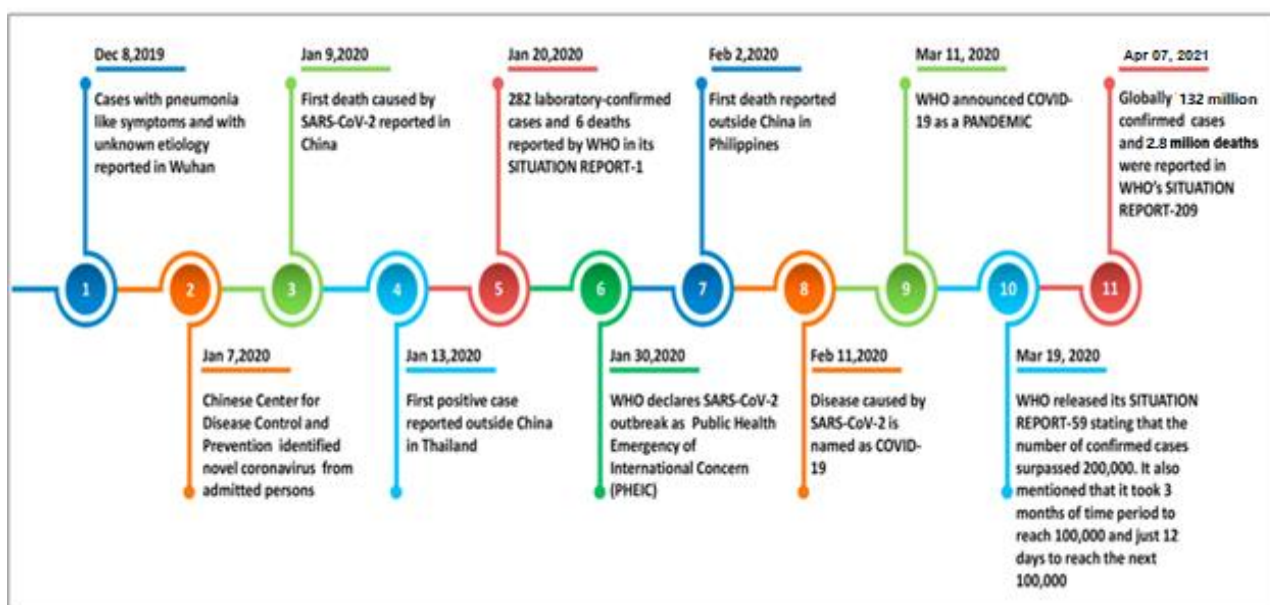 Dec 8,2019
Cases with pneumonia
like symptoms and with
unknown etiology
reported in Wuhan
1
2
Jan 7,2020
Chinese Center for
Disease Control and
Prevention identified
novel coronavirus from
admitted persons
Jan 9,2020
First death caused by
SARS-CoV-2 reported in
China
3
4
Jan 13,2020
First positive case
reported outside China
in Thailand
Jan 20,2020
282 laboratory-confirmed
cases and 6 deaths
reported by WHO in its
SITUATION REPORT-1
5
6
Jan 30,2020
WHO declares SARS-CoV-2
outbreak as Public Health
Emergency of
International Concern
(PHEIC)
Feb 2,2020
First death reported
outside China in
Philippines
7
8
Feb 11,2020
Disease caused by
SARS-CoV-2 is
named as COVID-
19
Mar 11, 2020
WHO announced COVID-
19 as a PANDEMIC
9
10
Mar 19, 2020
WHO released its SITUATION
REPORT-59 stating that the
number of confirmed cases
surpassed 200,000. It also
mentioned that it took 3
months of time period to
reach 100,000 and just 12
days to reach the next
100,000
Apr 07, 2021
Globally 132 million
confirmed cases
and 2.8 milion deaths
were reported in
WHO's SITUATION
REPORT-209
11